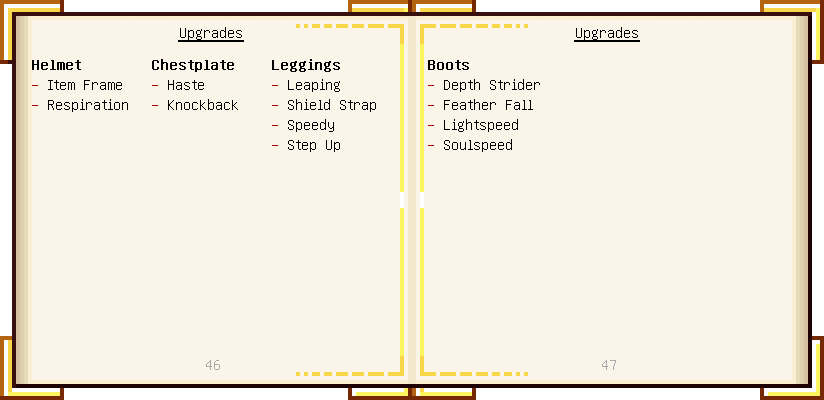 Upgrades
Helmet
- Item Frame
- Respiration
Chestplate
- Haste
- Knockback
Leggings
- Leaping
- Shield Strap
- Speedy
- Step Up
46
Upgrades
Boots
- Depth Strider
- Feather Fall
- Lightspeed
- Soulspeed
47